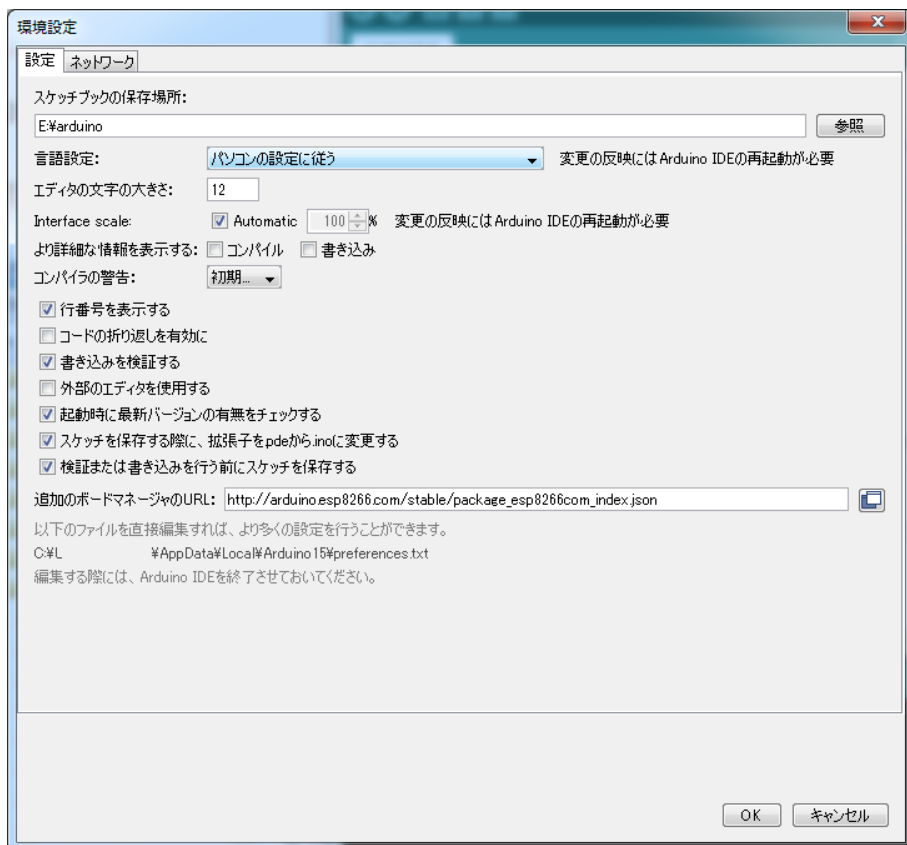 環境設定
設定 ネットワーク
スケッチブックの保存場所:
E:¥arduino 参照
言語設定: パソコンの設定に従う 変更の反映にはArduino IDEの再起動が必要
エディタの文字の大きさ: 12
Interface scale: Automatic 100 % 変更の反映にはArduino IDEの再起動が必要
より詳細な情報を表示する: コンパイル 書き込み
コンパイラの警告: 初期...
行番号を表示する
コードの折り返しを有効に
書き込みを検証する
外部のエディタを使用する
起動時に最新バージョンの有無をチェックする
スケッチを保存する際に、拡張子をpdeから.inoに変更する
検証または書き込みを行う前にスケッチを保存する
追加のボードマネージャのURL: http://arduino.esp8266.com/stable/package_esp8266com_index.json
以下のファイルを直接編集すれば、より多くの設定を行うことができます。
C:¥L ¥AppData¥Local¥Arduino15¥preferences.txt
編集する際には、Arduino IDEを終了させておいてください。
OK キャンセル